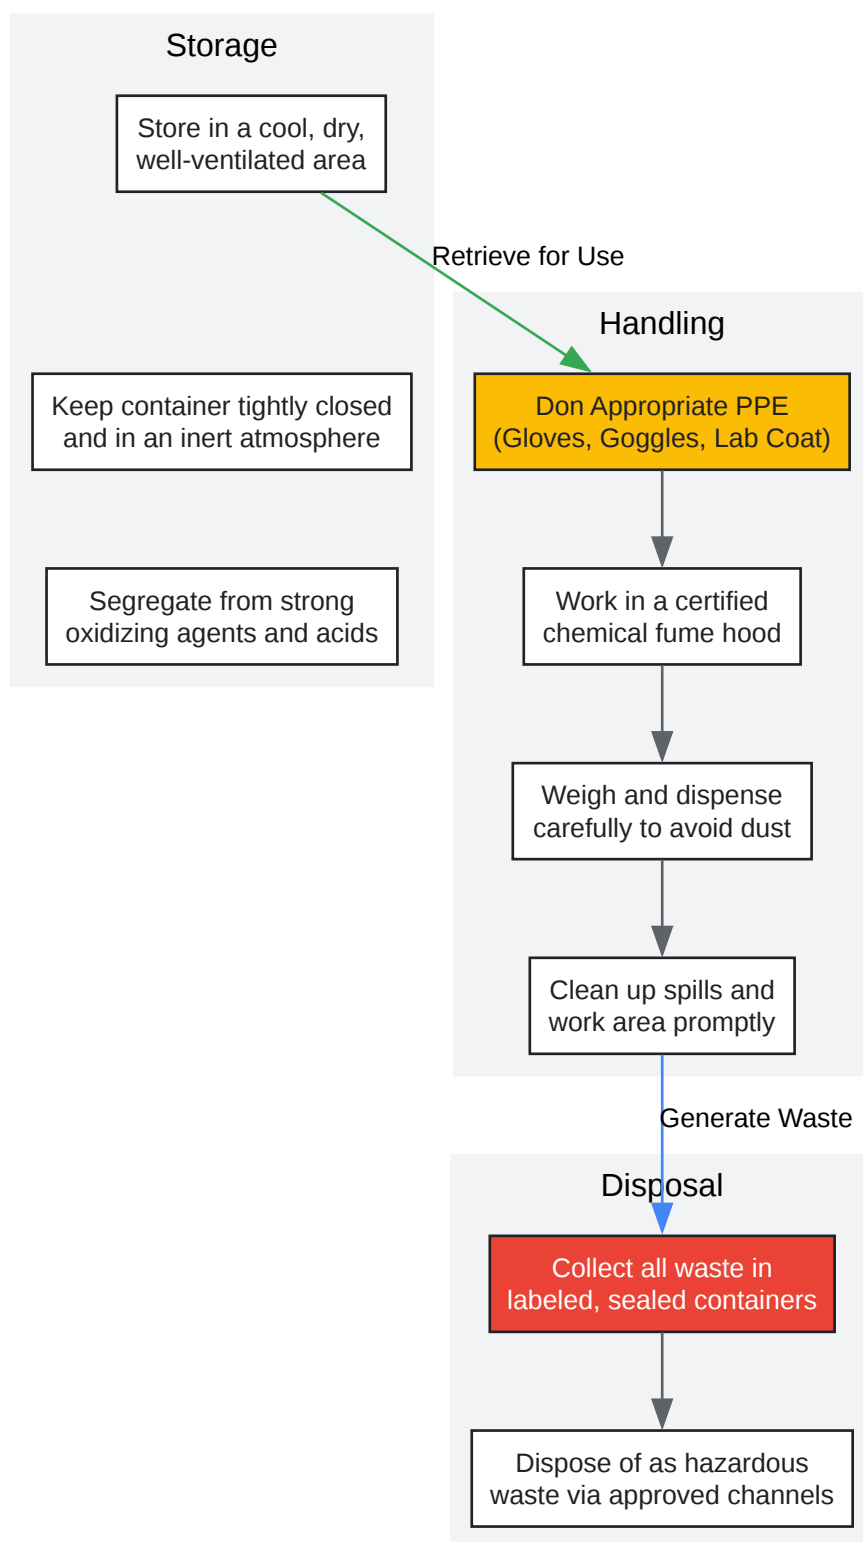 Storage
Store in a cool, dry,
well-ventilated area
Retrieve for Use
Handling
Keep container tightly closed
and in an inert atmosphere
Don Appropriate PPE
(Gloves, Goggles, Lab Coat)
Segregate from strong
oxidizing agents and acids
Work in a certified
chemical fume hood
Weigh and dispense
carefully to avoid dust
Clean up spills and
work area promptly
Generate Waste
Disposal
Collect all waste in
labeled, sealed containers
Dispose of as hazardous
waste via approved channels